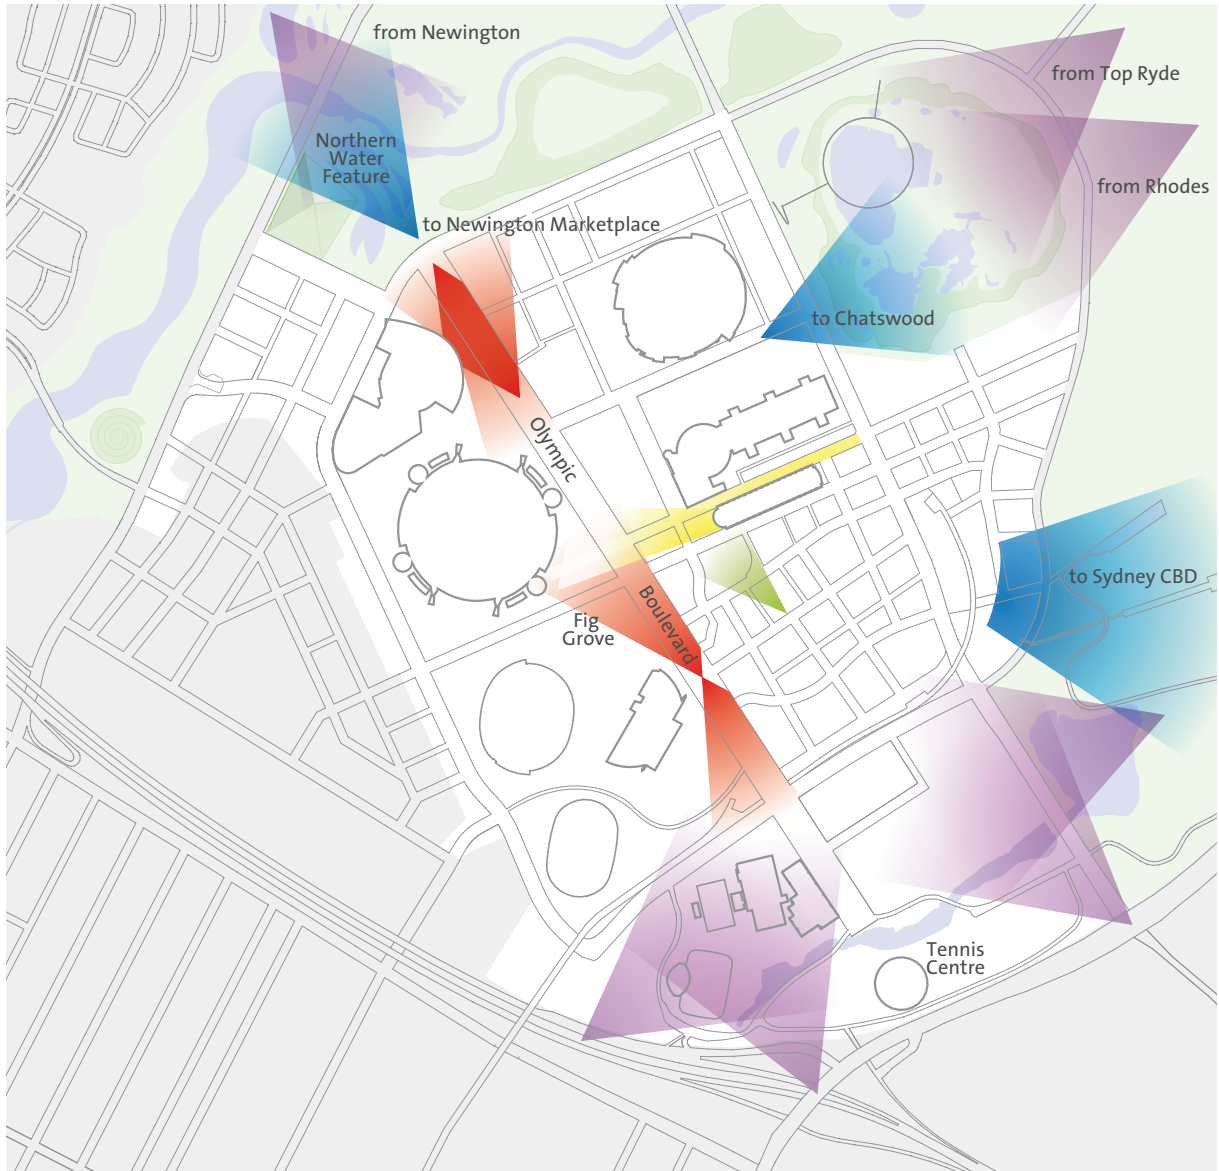 from Newington
from Top Ryde
Northern
Water
Feature
from Rhodes
to Newington Marketplace
to Chatswood
Olympic
to Sydney CBD
Boulevard
Fig
Grove
Tennis
Centre